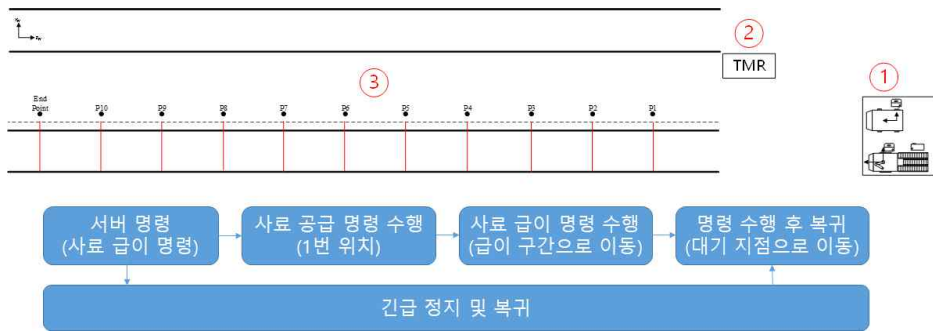 ②
TMR
①
③
End
Point
P10
P9
P8
P7
P6
P5
P4
P3
P2
P1
서버 명령
(사료 급이 명령)
사료 공급 명령 수행
(1번 위치)
사료 급이 명령 수행
(급이 구간으로 이동)
명령 수행 후 복귀
(대기 지점으로 이동)
긴급 정지 및 복귀